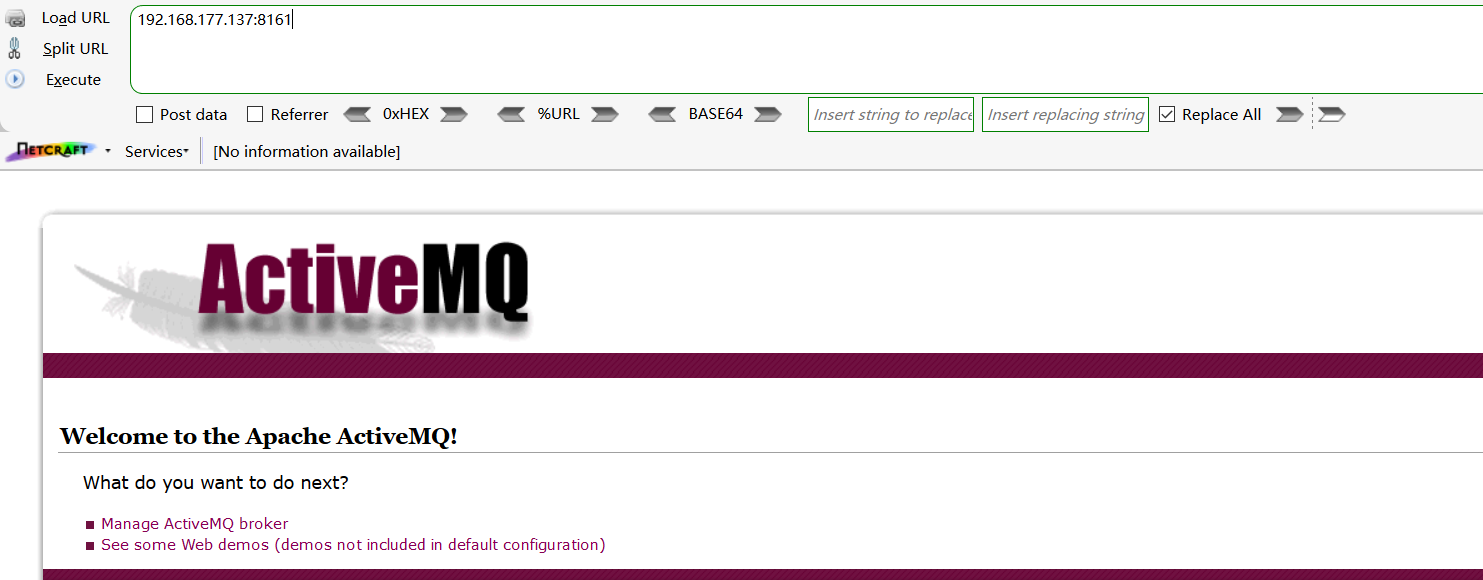 Load URL
192.168.177.137:8161
Split URL
Execute
Post data Referrer 0xHEX %URL BASE64 Insert string to replace Insert replacing string Replace All
NETCRAFT Services [No information available]
ActiveMQ
Welcome to the Apache ActiveMQ!
What do you want to do next?
Manage ActiveMQ broker
See some Web demos (demos not included in default configuration)